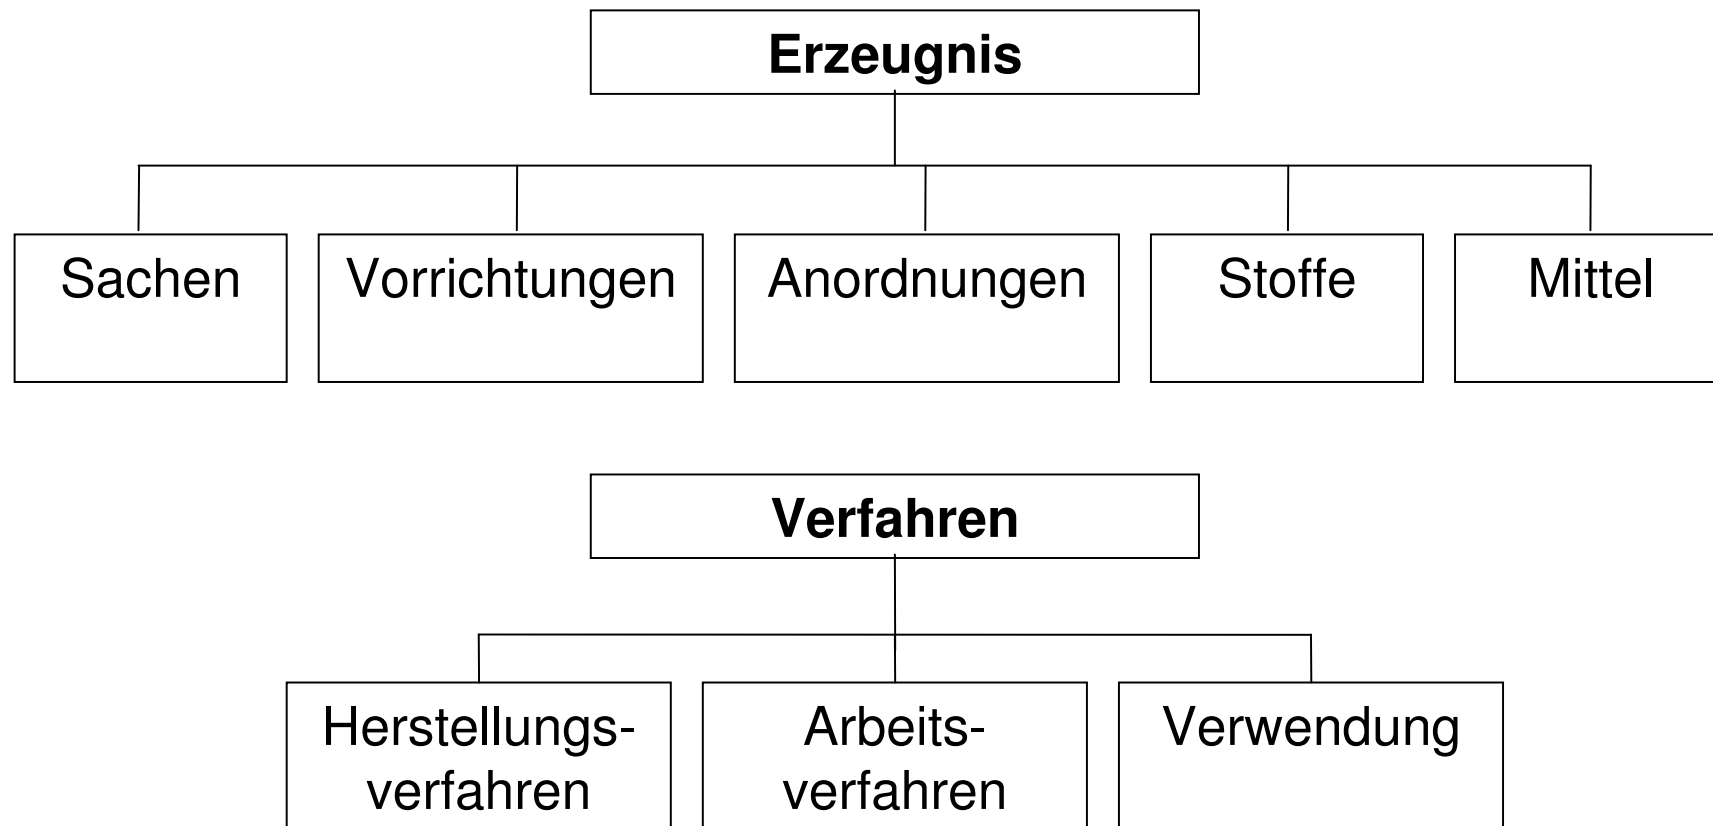 Erzeugnis
Sachen
Vorrichtungen
Anordnungen
Stoffe
Mittel
Verfahren
Herstellungs-
verfahren
Arbeits-
verfahren
Verwendung